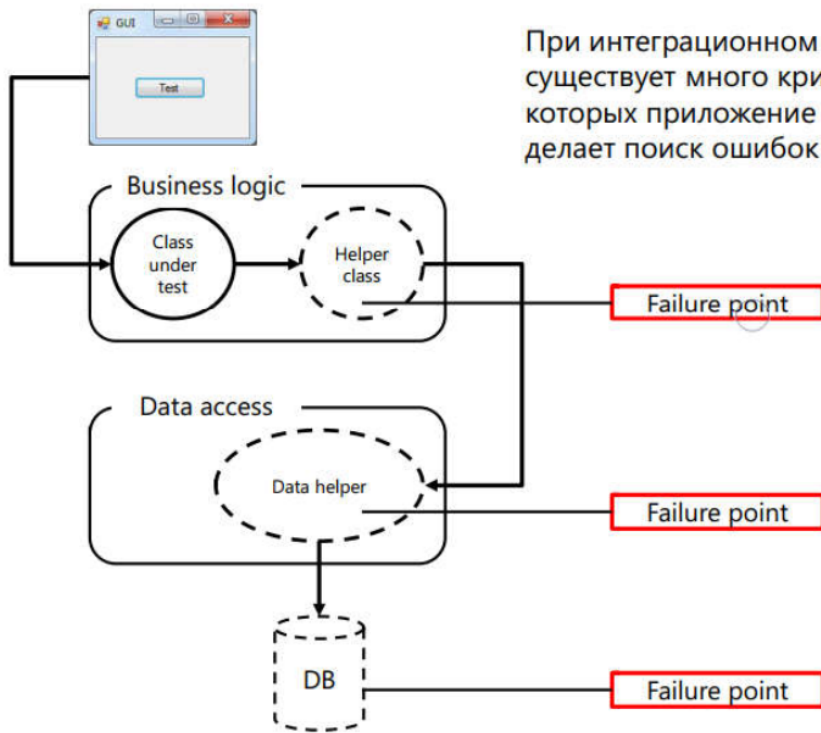 GUI
Test
При интеграционном
существует много кри
которых приложение
делает поиск ошибок
Business logic
Class
under
test
Helper
class
Failure point
Data access
Data helper
Failure point
DB
Failure point